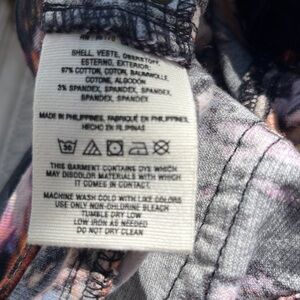 SHELL, VESTE, OBERSTOFF,
ESTERNO, EXTERIOR:
97% COTTON, COTON, BAUMWOLLE,
COTONE, ALGODÓN
3% SPANDEX, SPANDEX, SPANDEX,
SPANDEX, SPANDEX
MADE IN PHILIPPINES, FABRIQUÉ EN PHILIPPINES,
HECHO EN FILIPINAS
30
THIS GARMENT CONTAINS DYE WHICH
MAY DISCOLOR MATERIALS WITH WHICH
IT COMES IN CONTACT.
MACHINE WASH COLD WITH LIKE COLORS
USE ONLY NON-CHLORINE BLEACH
TUMBLE DRY LOW
LOW IRON AS NEEDED
DO NOT DRY CLEAN